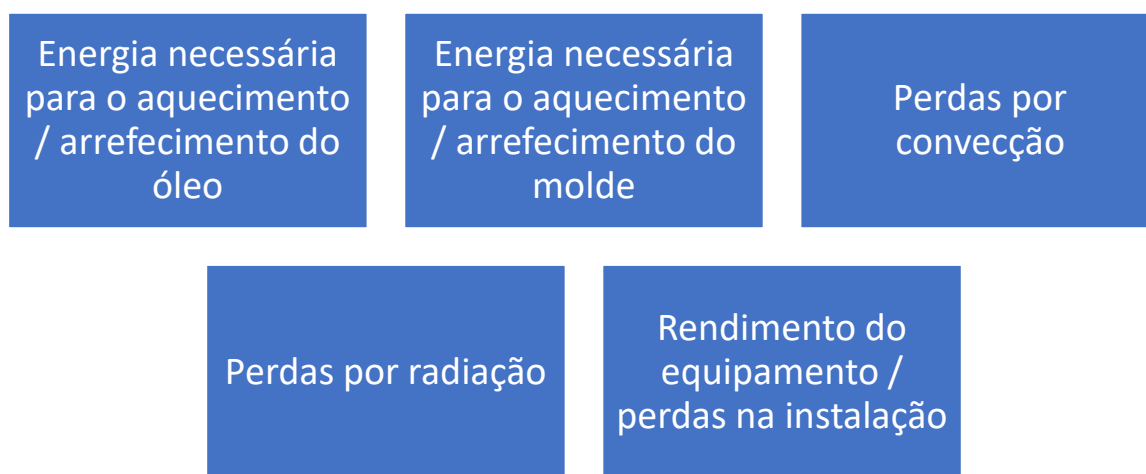 Energia necessária
para o aquecimento
/ arrefecimento do
óleo
Energia necessária
para o aquecimento
/ arrefecimento do
molde
Perdas por
convecção
Perdas por radiação
Rendimento do
equipamento /
perdas na instalação